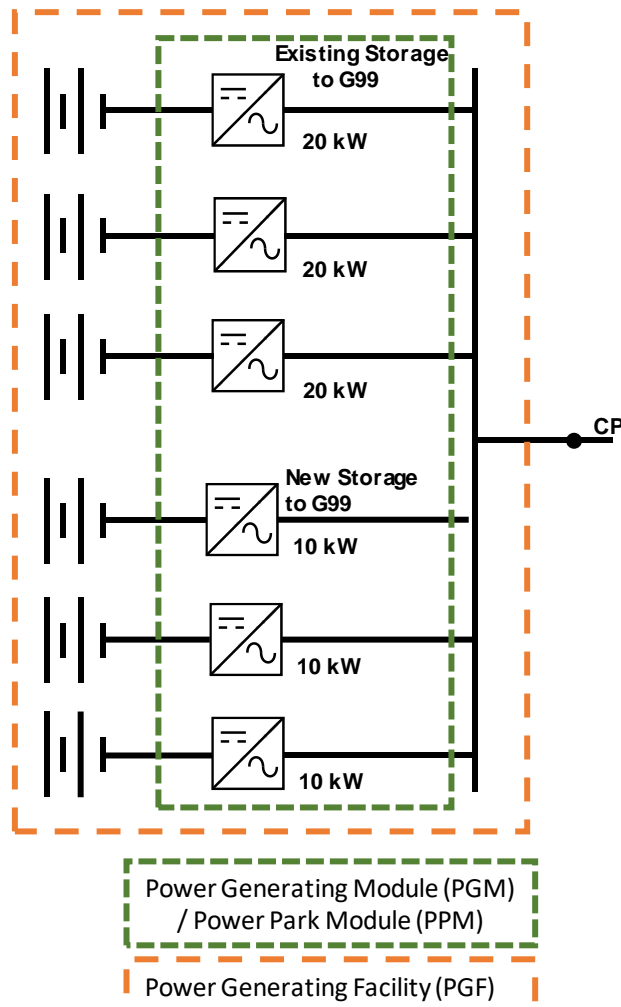 Existing Storage
to G99
20 kW
20 kW
20 kW
CP
New Storage
to G99
10 kW
10 kW
10 kW
Power Generating Module (PGM)
/ Power Park Module (PPM)
Power Generating Facility (PGF)